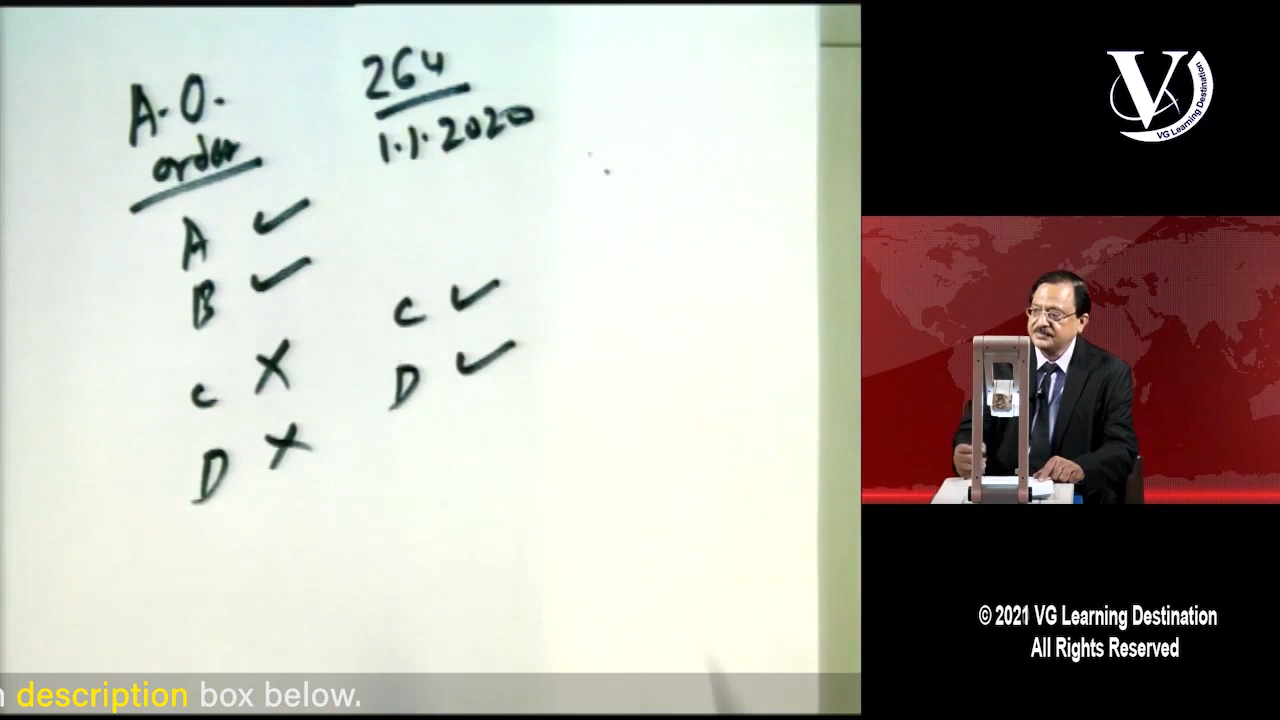 A.O.
order
A ✓
B ✓
C X
D X
264
1.1.2020
C ✓
D ✓
V
VG Learning Destination
© 2021 VG Learning Destination
All Rights Reserved
description box below.